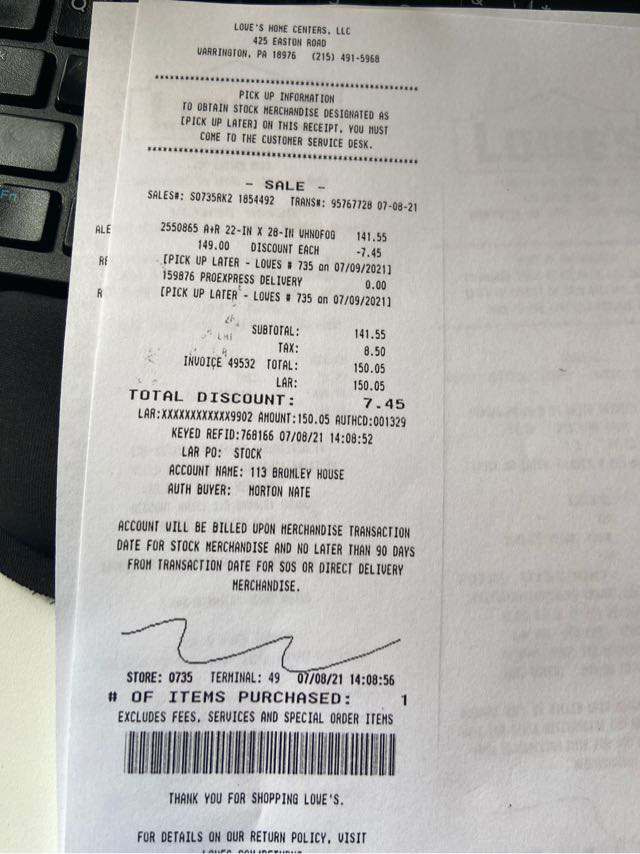 LOWE'S HOME CENTERS, LLC
425 EASTON ROAD
WARRINGTON, PA 18976 (215) 491-5968
PICK UP INFORMATION
TO OBTAIN STOCK MERCHANDISE DESIGNATED AS
[PICK UP LATER] ON THIS RECEIPT, YOU MUST
COME TO THE CUSTOMER SERVICE DESK.
- SALE -
SALES#: S0735RK2 1854492 TRANS#: 95767728 07-08-21
2550865 A+R 22-IN X 28-IN WHNOFOG 141.55
149.00 DISCOUNT EACH -7.45
[PICK UP LATER - LOWES # 735 on 07/09/2021]
159876 PROEXPRESS DELIVERY 0.00
[PICK UP LATER - LOWES # 735 on 07/09/2021]
ALE
RE
R
SUBTOTAL: 141.55
TAX: 8.50
INVOICE 49532 TOTAL: 150.05
LAR: 150.05
TOTAL DISCOUNT: 7.45
LAR:XXXXXXXXXXXX9902 AMOUNT:150.05 AUTHCD:001329
KEYED REFID:768166 07/08/21 14:08:52
LAR PO: STOCK
ACCOUNT NAME: 113 BROMLEY HOUSE
AUTH BUYER: MORTON NATE
ACCOUNT WILL BE BILLED UPON MERCHANDISE TRANSACTION
DATE FOR STOCK MERCHANDISE AND NO LATER THAN 90 DAYS
FROM TRANSACTION DATE FOR SOS OR DIRECT DELIVERY
MERCHANDISE.
STORE: 0735 TERMINAL: 49 07/08/21 14:08:56
# OF ITEMS PURCHASED: 1
EXCLUDES FEES, SERVICES AND SPECIAL ORDER ITEMS
THANK YOU FOR SHOPPING LOWE'S.
FOR DETAILS ON OUR RETURN POLICY, VISIT
LOWE'S
Fn